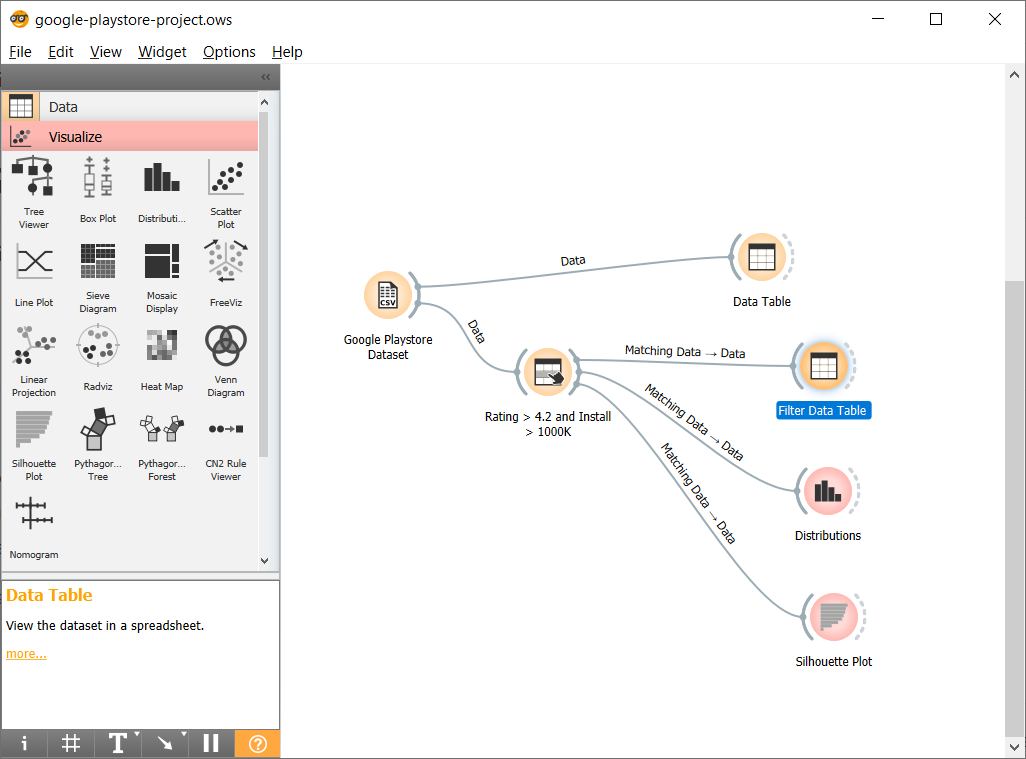 google-playstore-project.ows
File Edit View Widget Options Help
Data
Visualize
Tree
Viewer
Box Plot
Distributi...
Scatter
Plot
Line Plot
Sieve
Diagram
Mosaic
Display
FreeViz
Linear
Projection
Radviz
Heat Map
Venn
Diagram
Silhouette
Plot
Pythagor...
Tree
Pythagor...
Forest
CN2 Rule
Viewer
Nomogram
Data Table
View the dataset in a spreadsheet.
more...
CSV
Google Playstore
Dataset
Data
Data
Data Table
Rating > 4.2 and Install
> 1000K
Matching Data → Data
Filter Data Table
Matching Data → Data
Distributions
Matching Data → Data
Silhouette Plot